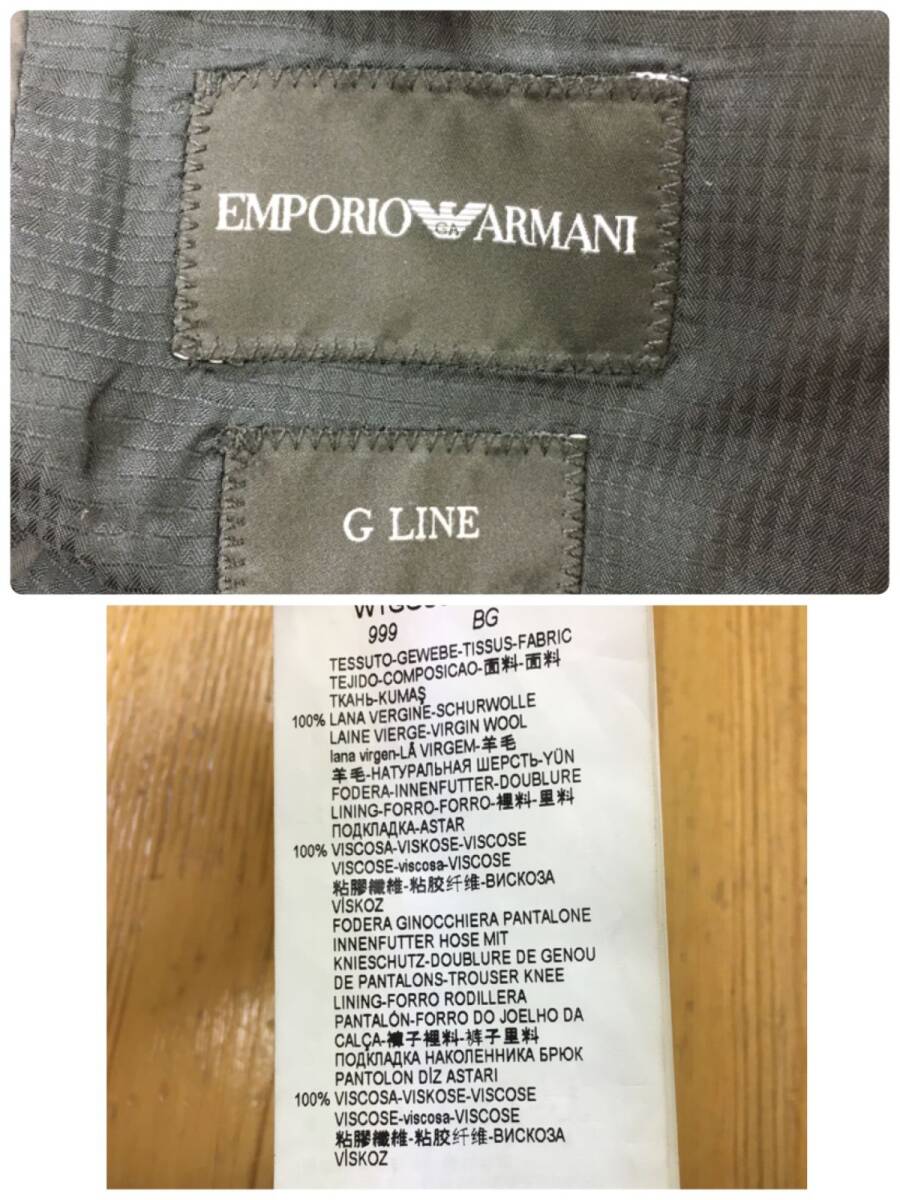 EMPORIO GA ARMANI
G LINE
999 BG
TESSUTO-GEWEBE-TISSUS-FABRIC
TEJIDO-COMPOSICAO-面料-面料
ТКАНЬ-KUMAŞ
100% LANA VERGINE-SCHURWOLLE
LAINE VIERGE-VIRGIN WOOL
lana virgen-LÃ VIRGEM-羊毛
羊毛-НАТУРАЛЬНАЯ ШЕРСТЬ-YÜN
FODERA-INNENFUTTER-DOUBLURE
LINING-FORRO-FORRO-裡料-里料
ПОДКЛАДКА-ASTAR
100% VISCOSA-VISKOSE-VISCOSE
VISCOSE-viscosa-VISCOSE
粘膠纖維-粘胶纤维-ВИСКОЗА
VİSKOZ
FODERA GINOCCHIERA PANTALONE
INNENFUTTER HOSE MIT
KNIESCHUTZ-DOUBLURE DE GENOU
DE PANTALONS-TROUSER KNEE
LINING-FORRO RODILLERA
PANTALÓN-FORRO DO JOELHO DA
CALÇA-褲子裡料-裤子里料
ПОДКЛАДКА НАКОЛЕННИКА БРЮК
PANTOLON DİZ ASTARI
100% VISCOSA-VISKOSE-VISCOSE
VISCOSE-viscosa-VISCOSE
粘膠纖維-粘胶纤维-ВИСКОЗА
VİSKOZ